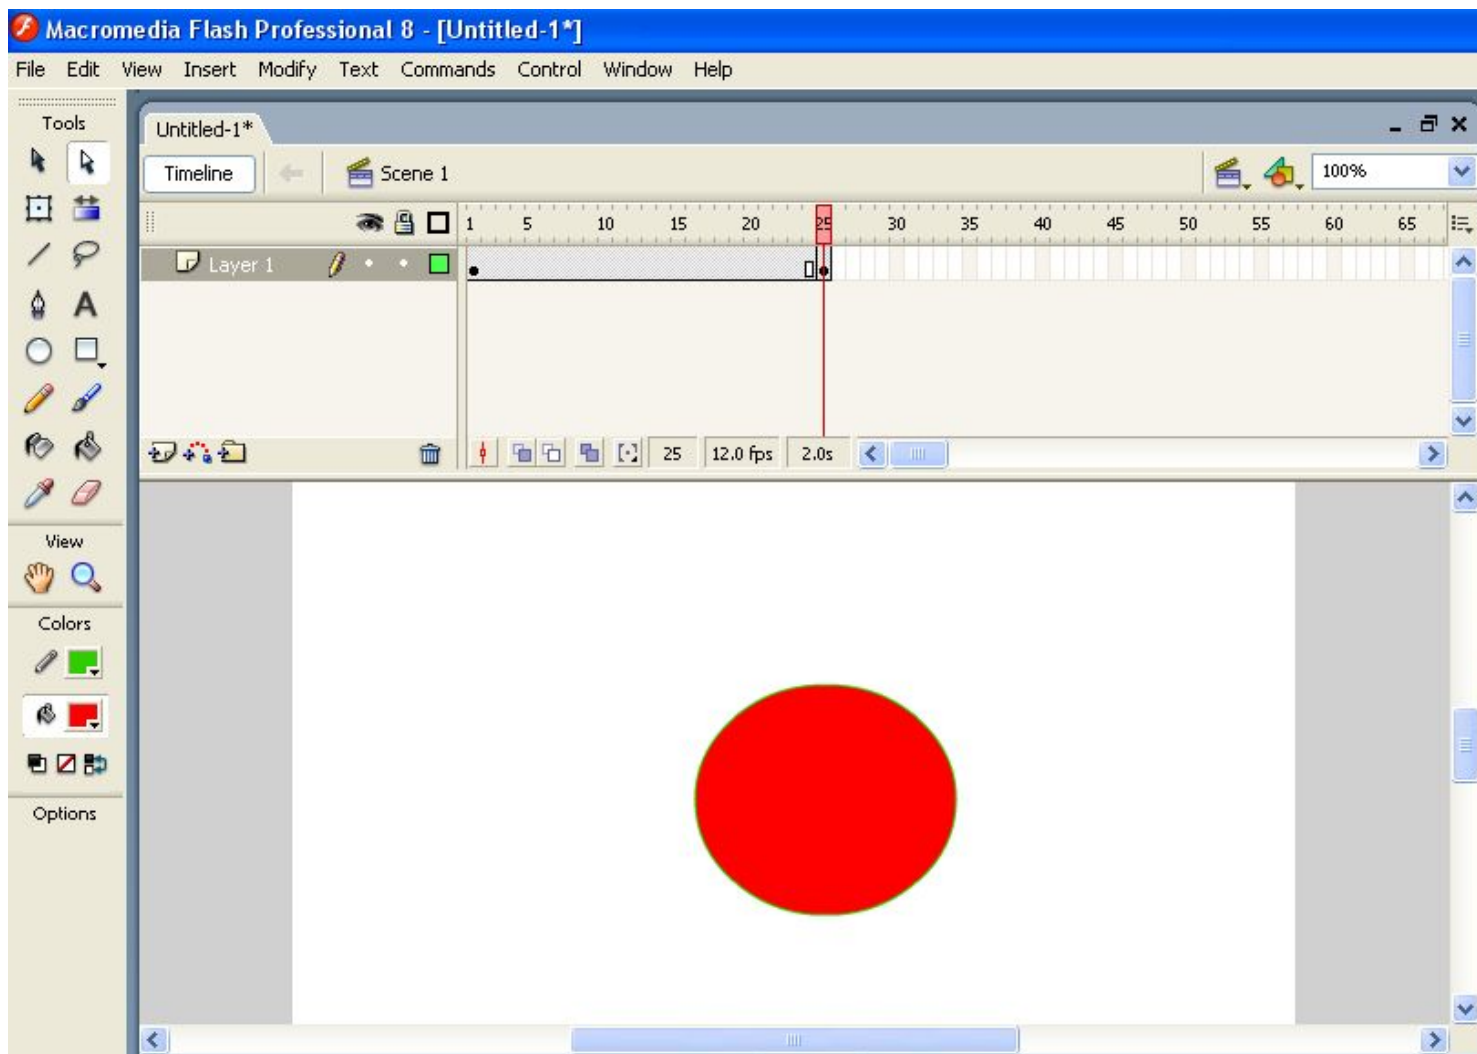 Macromedia Flash Professional 8 - [Untitled-1*]
File Edit View Insert Modify Text Commands Control Window Help
Tools
Untitled-1*
Timeline Scene 1 100%
1 5 10 15 20 25 30 35 40 45 50 55 60 65
Layer 1
25 12.0 fps 2.0s
View
Colors
Options